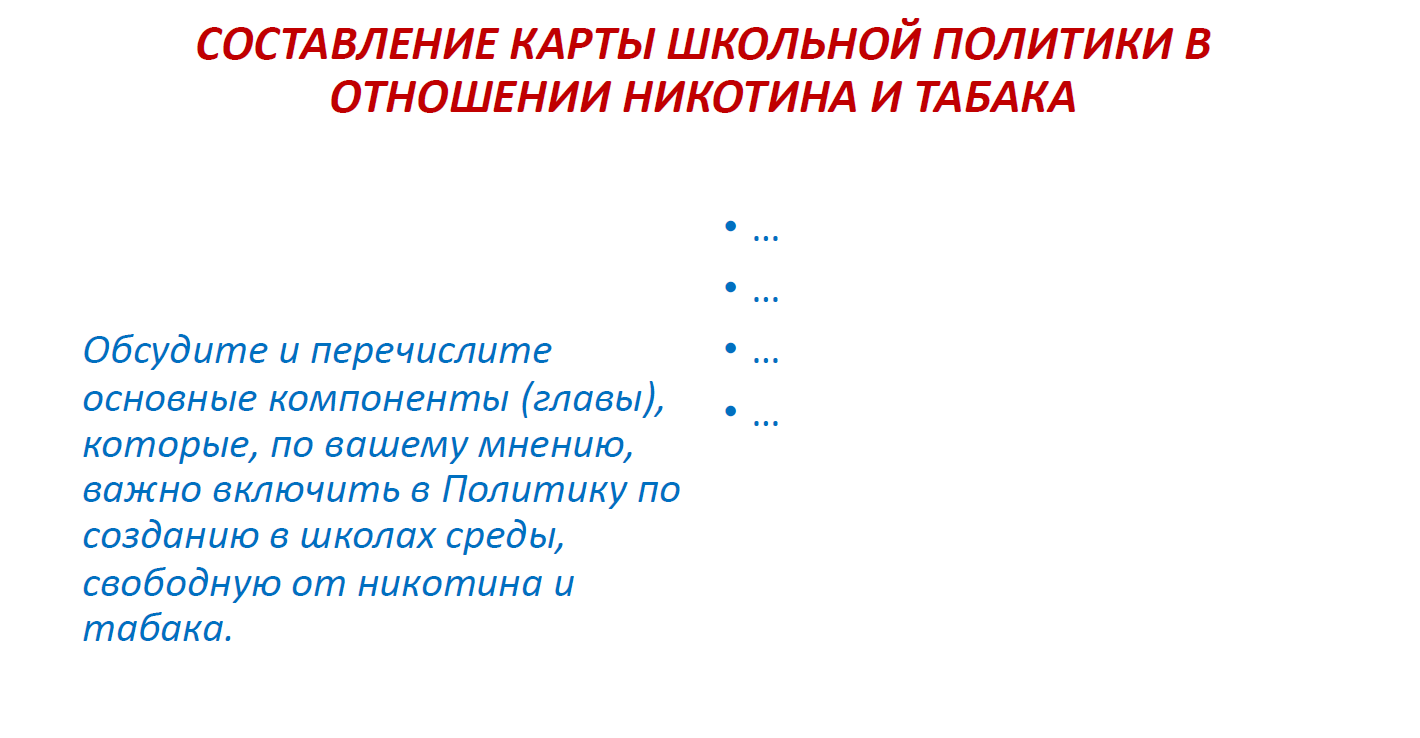 СОСТАВЛЕНИЕ КАРТЫ ШКОЛЬНОЙ ПОЛИТИКИ В
ОТНОШЕНИИ НИКОТИНА И ТАБАКА
Обсудите и перечислите
основные компоненты (главы),
которые, по вашему мнению,
важно включить в Политику по
созданию в школах среды,
свободную от никотина и
табака.
• ...
• ...
• ...
• ...